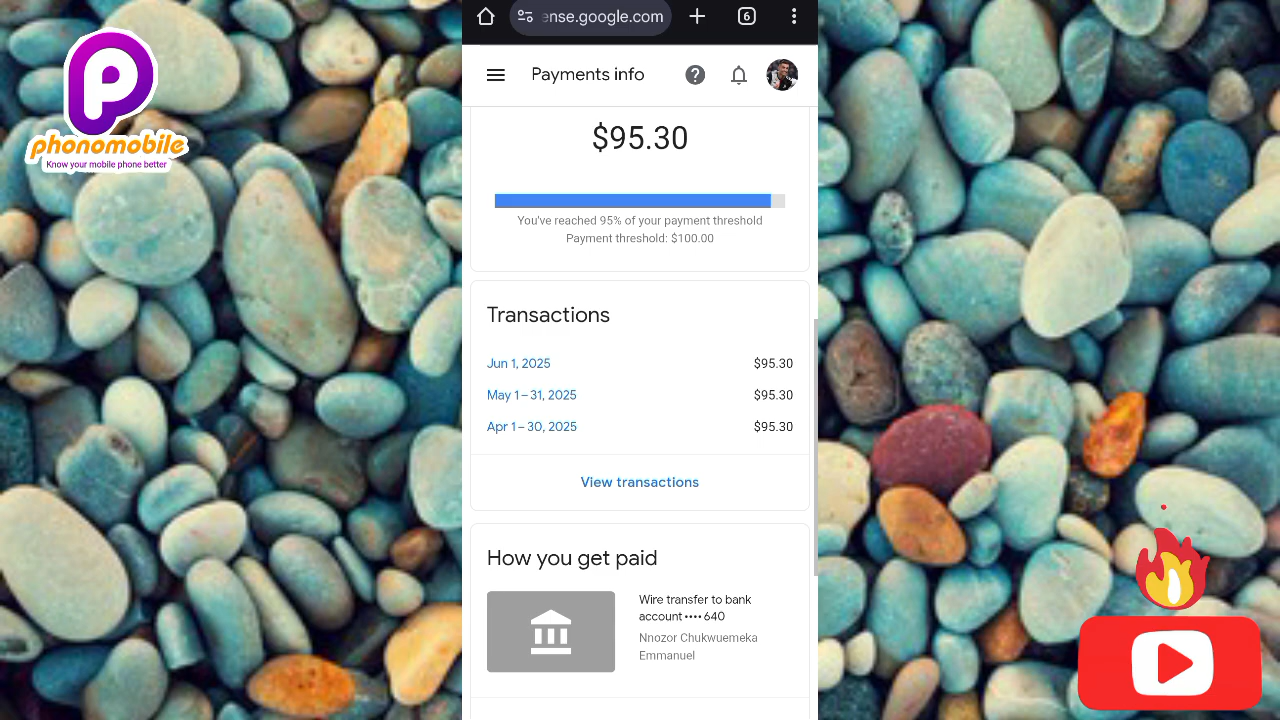 phonomobile
Know your mobile phone better
ense.google.com
6
Payments info
$95.30
You've reached 95% of your payment threshold
Payment threshold: $100.00
Transactions
Jun 1, 2025 $95.30
May 1 – 31, 2025 $95.30
Apr 1 – 30, 2025 $95.30
View transactions
How you get paid
Wire transfer to bank
account •••• 640
Nnozor Chukwuemeka
Emmanuel